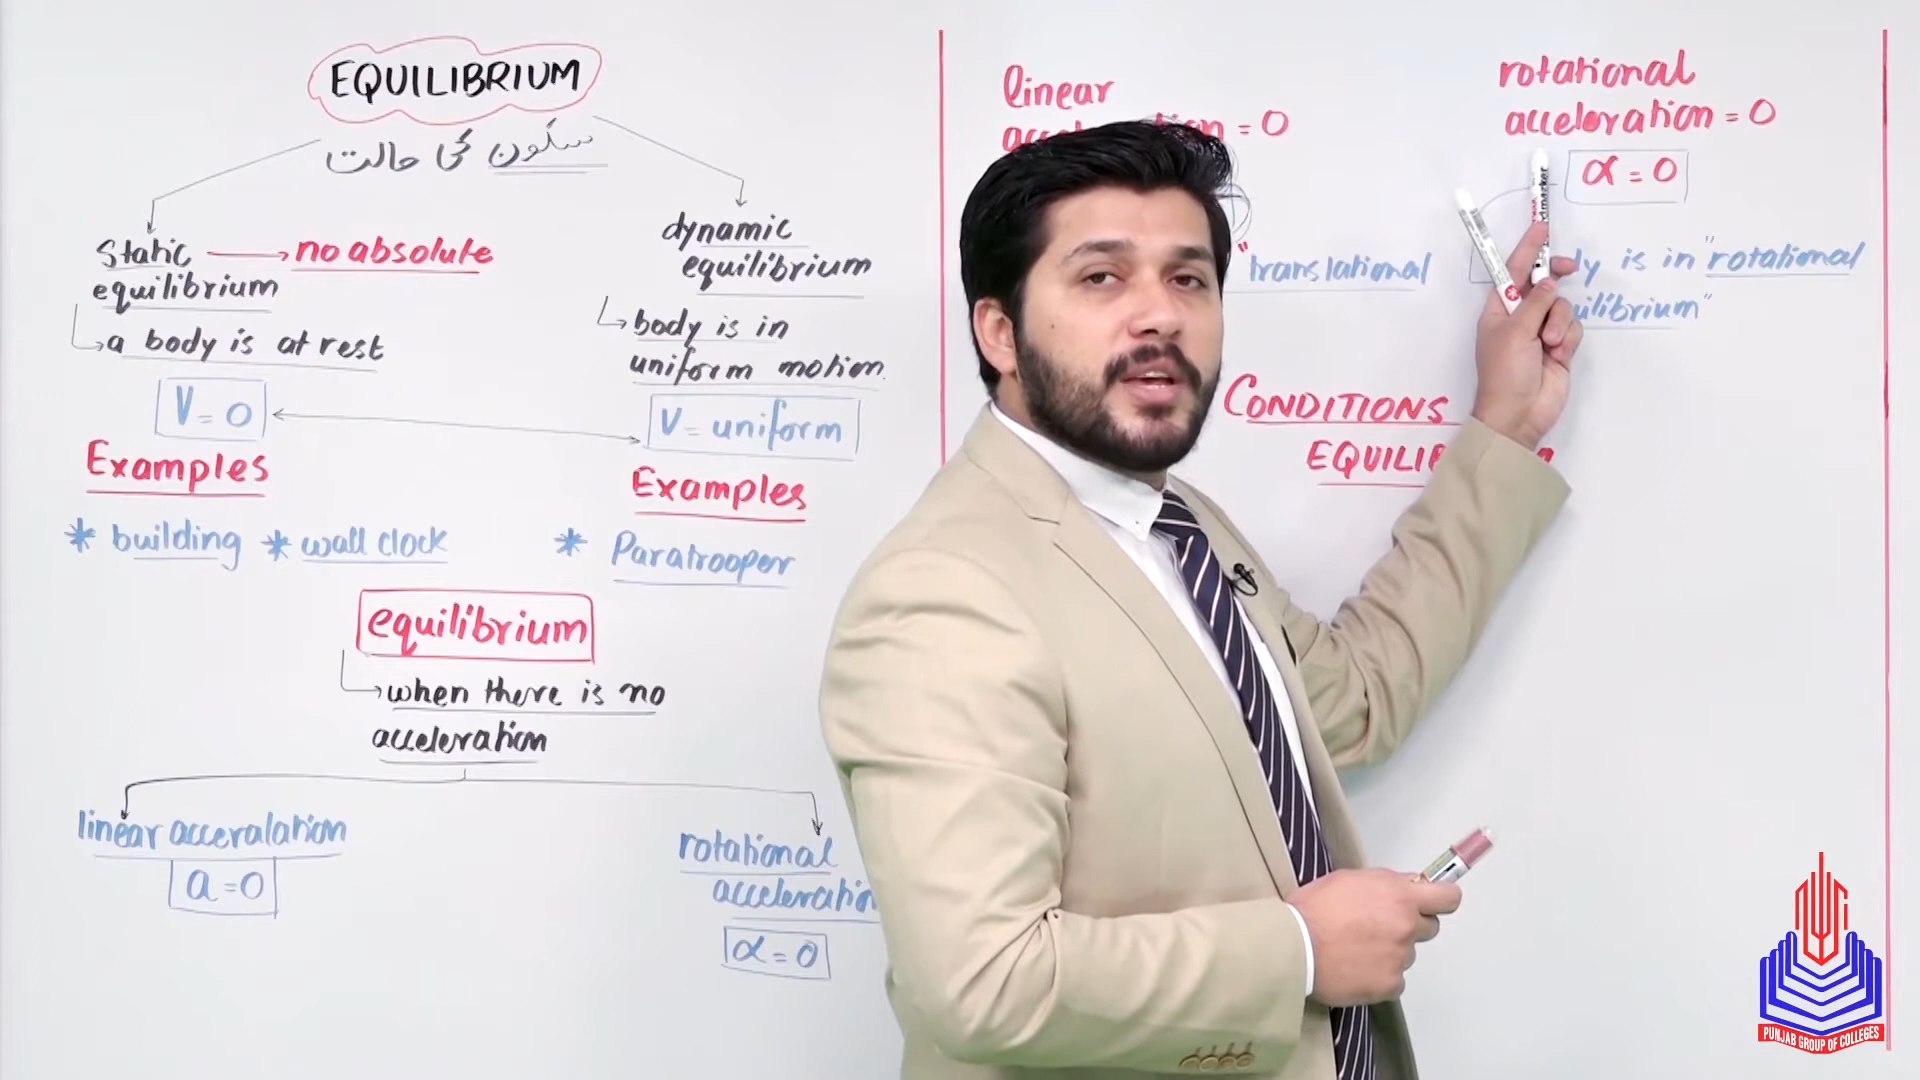 EQUILIBRIUM
سکون کی حالت
Static
equilibrium
no absolute
a body is at rest
V = 0
Examples
* building * wall clock
dynamic
equilibrium
body is in
uniform motion.
V = uniform
Examples
* Paratrooper
equilibrium
when there is no
acceleration
linear acceralation
a = 0
rotational
acceleration
α = 0
linear
= 0
"translational
rotational
acceleration = 0
α = 0
is in "rotational
CONDITIONS
PUNJAB GROUP OF COLLEGES